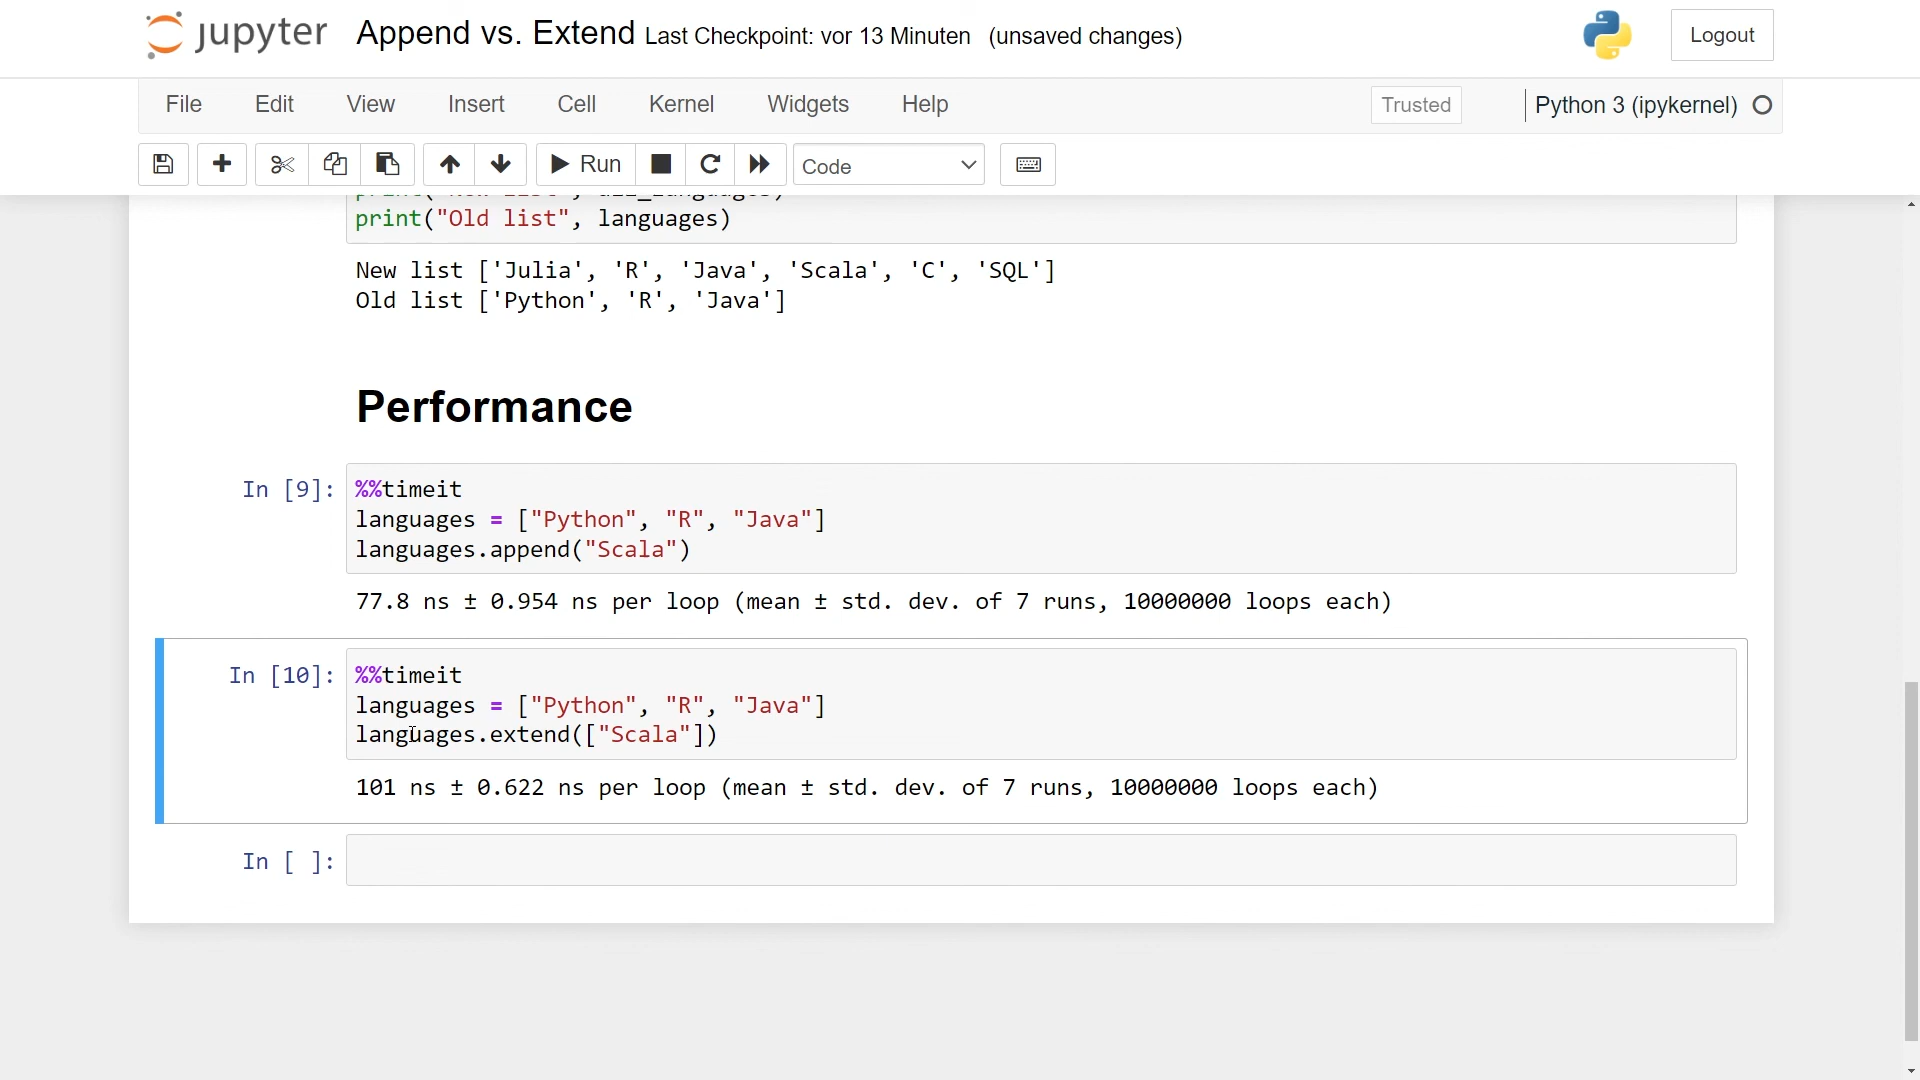 jupyter Append vs. Extend Last Checkpoint: vor 13 Minuten (unsaved changes) Logout
File Edit View Insert Cell Kernel Widgets Help Trusted Python 3 (ipykernel)
Run Code
print("Old list", languages)
New list ['Julia', 'R', 'Java', 'Scala', 'C', 'SQL']
Old list ['Python', 'R', 'Java']
Performance
In [9]: %%timeit
languages = ["Python", "R", "Java"]
languages.append("Scala")
77.8 ns ± 0.954 ns per loop (mean ± std. dev. of 7 runs, 10000000 loops each)
In [10]: %%timeit
languages = ["Python", "R", "Java"]
languages.extend(["Scala"])
101 ns ± 0.622 ns per loop (mean ± std. dev. of 7 runs, 10000000 loops each)
In [ ]: